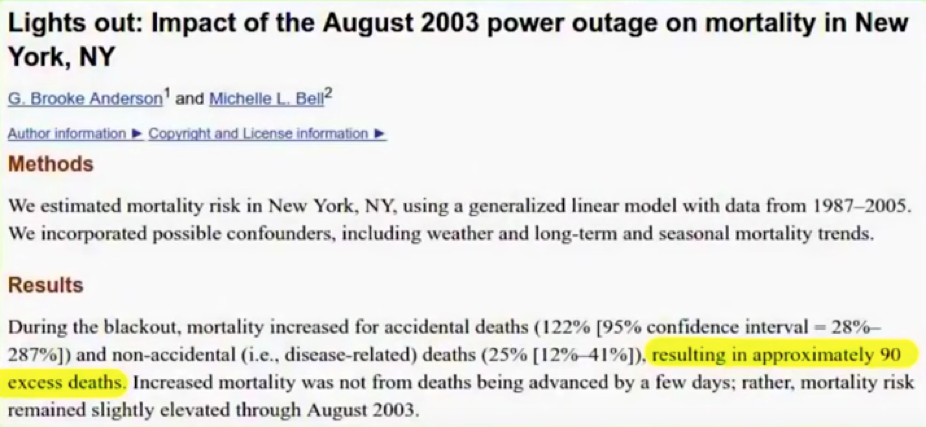 Lights out: Impact of the August 2003 power outage on mortality in New
York, NY
G. Brooke Anderson1 and Michelle L. Bell2
Author information ► Copyright and License information ►
Methods
We estimated mortality risk in New York, NY, using a generalized linear model with data from 1987–2005.
We incorporated possible confounders, including weather and long-term and seasonal mortality trends.
Results
During the blackout, mortality increased for accidental deaths (122% [95% confidence interval = 28%–
287%]) and non-accidental (i.e., disease-related) deaths (25% [12%–41%]), resulting in approximately 90
excess deaths. Increased mortality was not from deaths being advanced by a few days; rather, mortality risk
remained slightly elevated through August 2003.